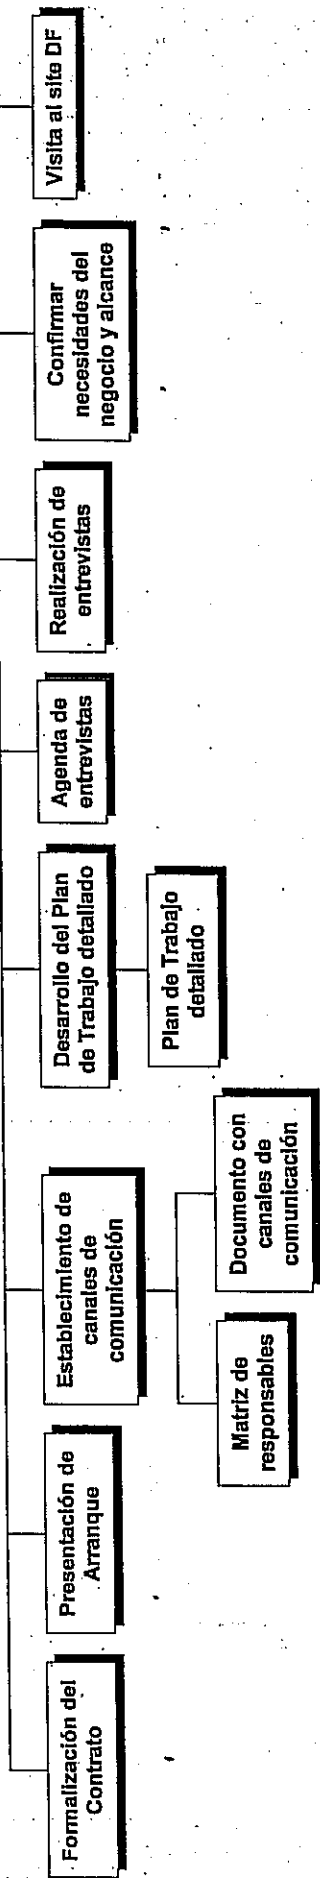 Formalización del
Contrato
Presentación de
Arranque
Establecimiento de
canales de
comunicación
Matriz de
responsables
Documento con
canales de
comunicación
Desarrollo del Plan
de Trabajo detallado
Plan de Trabajo
detallado
Agenda de
entrevistas
Realización de
entrevistas
Confirmar
necesidades del
negocio y alcance
Visita al site DF